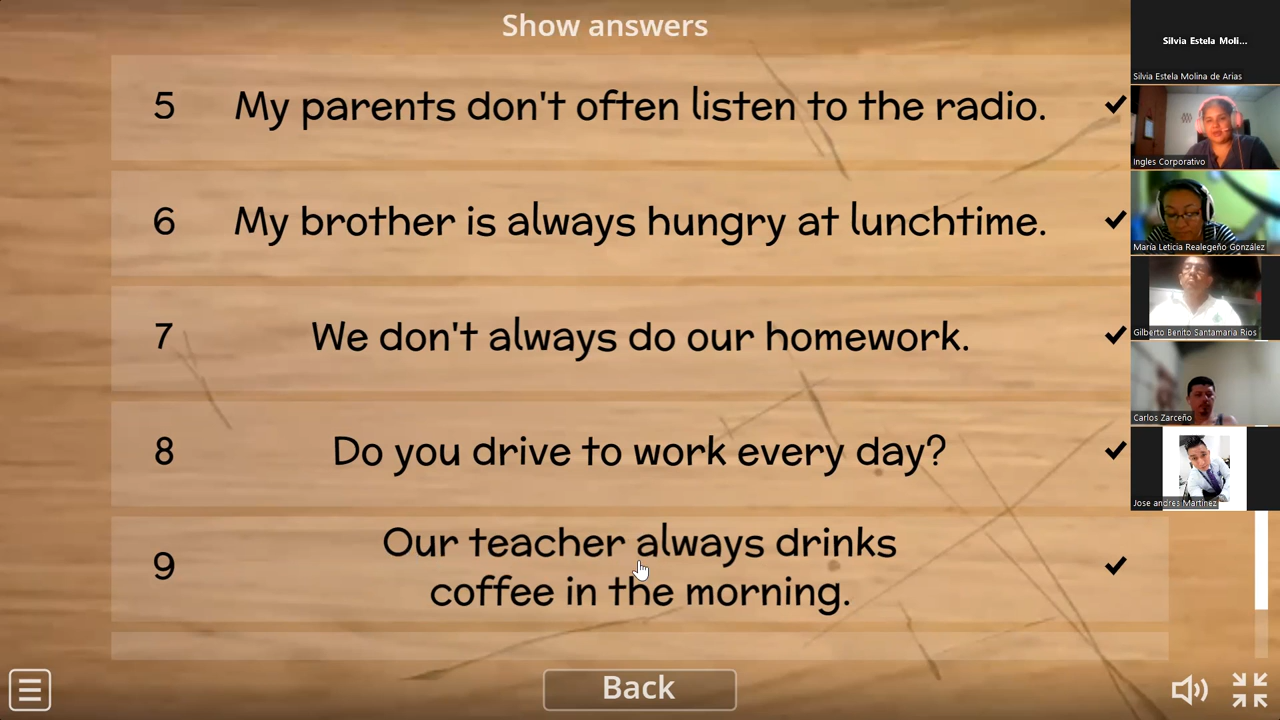 Show answers
5 My parents don't often listen to the radio.
6 My brother is always hungry at lunchtime.
7 We don't always do our homework.
8 Do you drive to work every day?
9 Our teacher always drinks
coffee in the morning.
Back
Silvia Estela Moli...
Silvia Estela Molina de Arias
Ingles Corporativo
María Leticia Realegeño González
Gilberto Benito Santamaria Rios
Carlos Zarceño
Jose andres Martinez